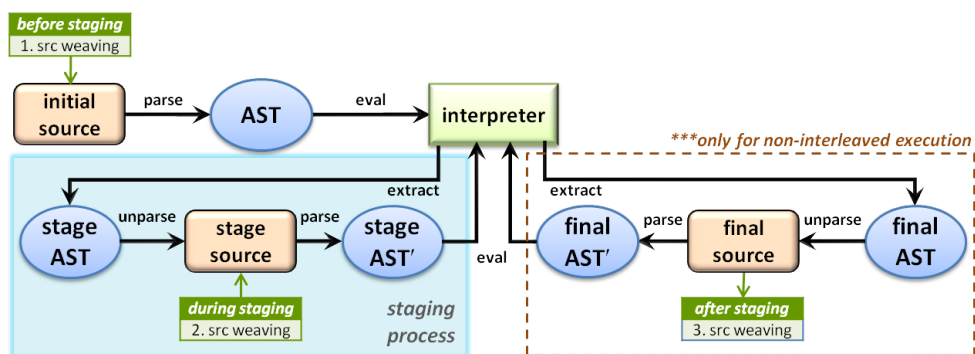 before staging
1. src weaving
initial
source
parse
AST
eval
interpreter
***only for non-interleaved execution
extract
extract
stage
AST
unparse
stage
source
parse
stage
AST′
eval
final
AST′
parse
final
source
unparse
final
AST
during staging
2. src weaving
staging
process
after staging
3. src weaving